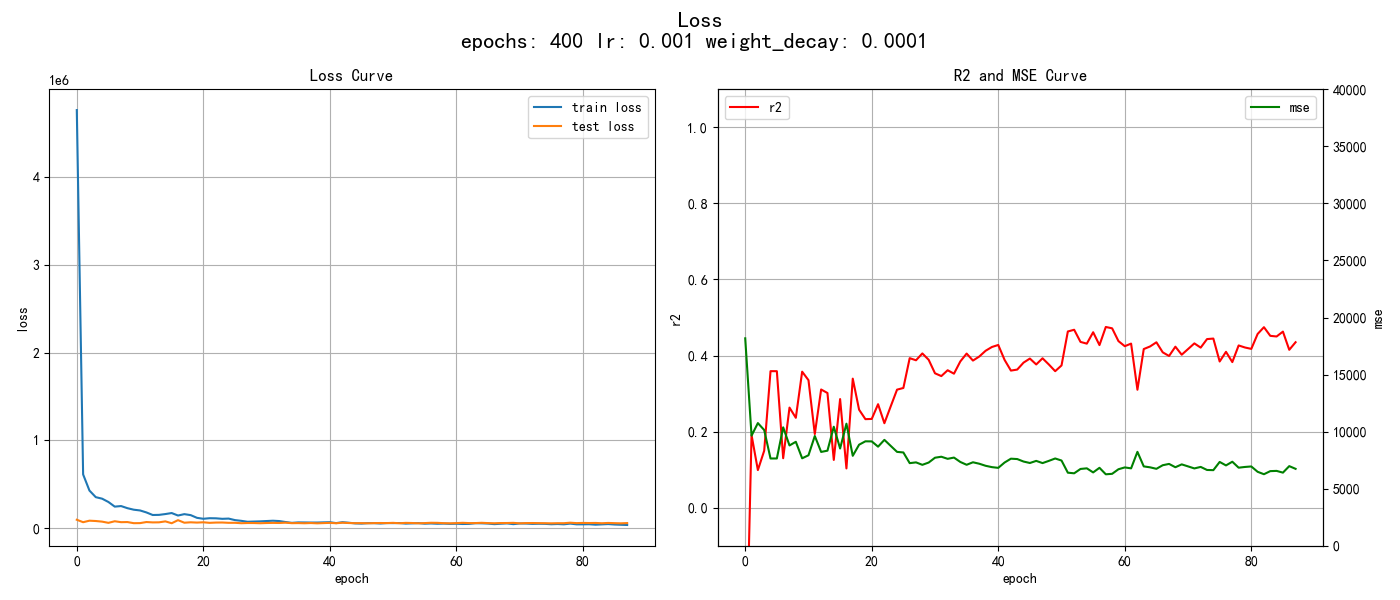 Loss
epochs: 400 lr: 0.001 weight_decay: 0.0001
Loss Curve
1e6
train loss
test loss
4
3
2
1
0
loss
0
20
40
60
80
epoch
R2 and MSE Curve
r2
mse
1.0
0.8
0.6
0.4
0.2
0.0
r2
40000
35000
30000
25000
20000
15000
10000
5000
0
mse
0
20
40
60
80
epoch